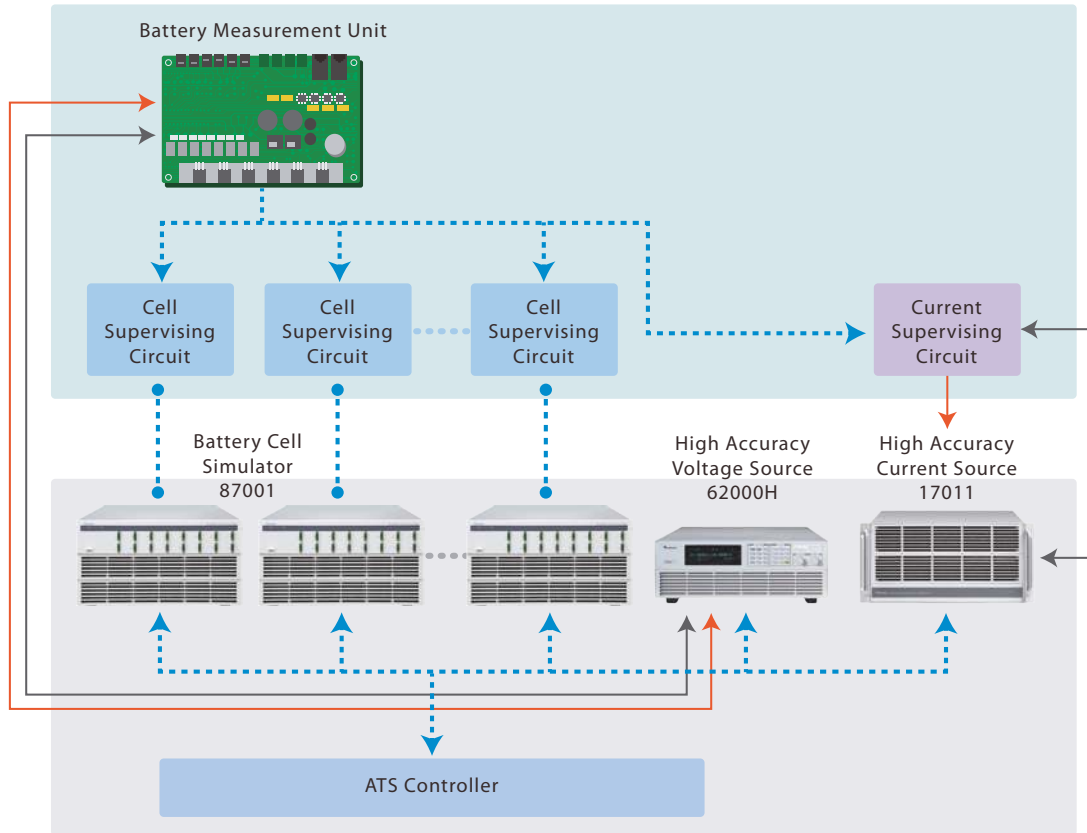 Battery Measurement Unit
Cell
Supervising
Circuit
Cell
Supervising
Circuit
Cell
Supervising
Circuit
Current
Supervising
Circuit
Battery Cell
Simulator
87001
High Accuracy
Voltage Source
62000H
High Accuracy
Current Source
17011
ATS Controller